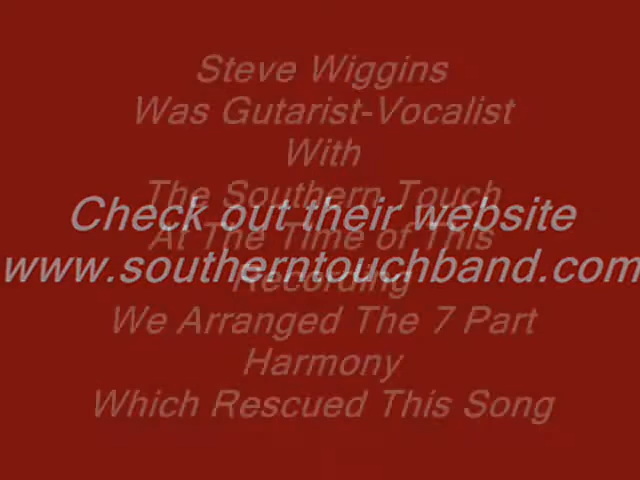 Steve Wiggins
Was Gutarist-Vocalist
With
The Southern Touch
Check out their website
At The Time of This
www.southerntouchband.com
Recording
We Arranged The 7 Part
Harmony
Which Rescued This Song